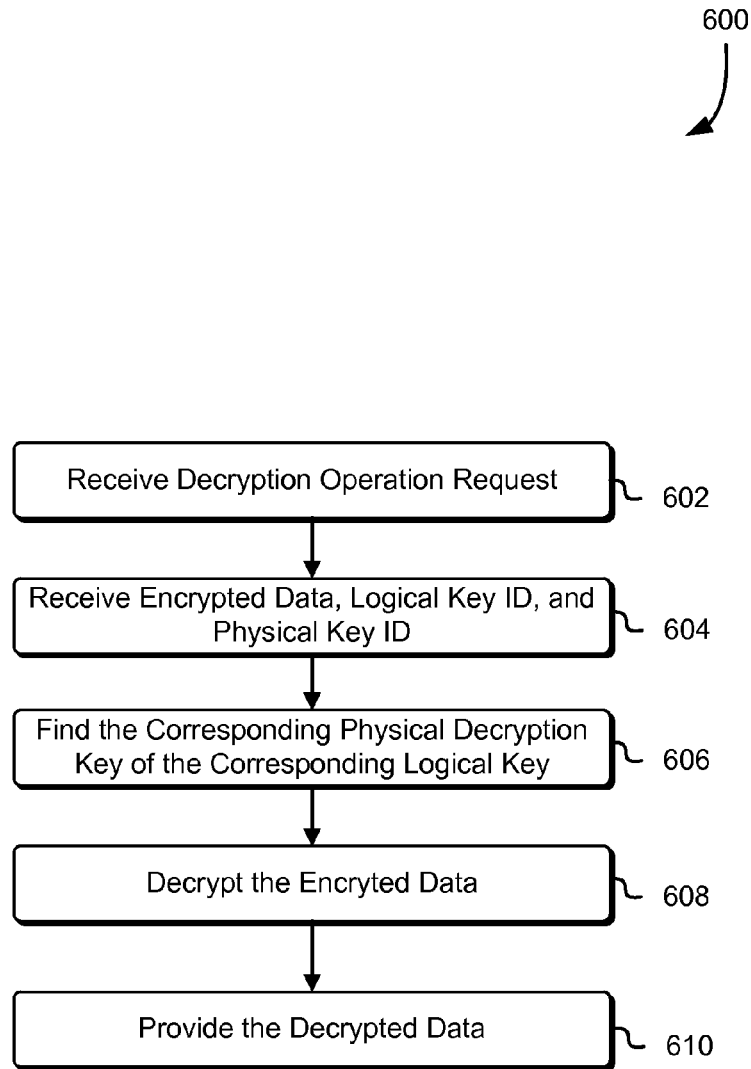 600
Receive Decryption Operation Request
602
Receive Encrypted Data, Logical Key ID, and
Physical Key ID
604
Find the Corresponding Physical Decryption
Key of the Corresponding Logical Key
606
Decrypt the Encryted Data
608
Provide the Decrypted Data
610